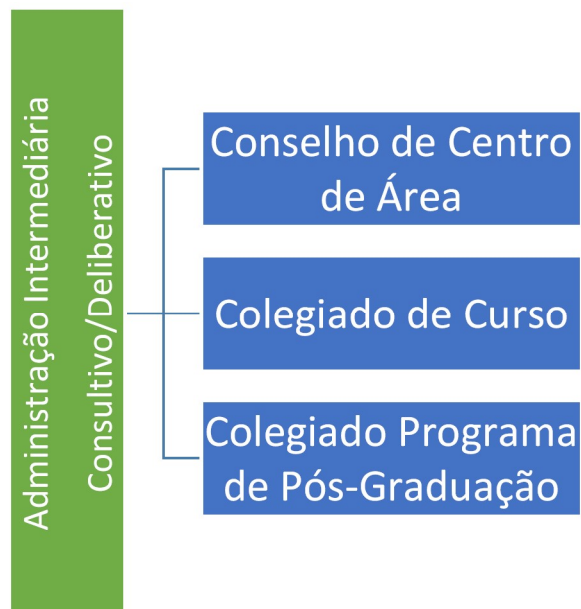 Administração Intermediária
Consultivo/Deliberativo
Conselho de Centro
de Área
Colegiado de Curso
Colegiado Programa
de Pós-Graduação